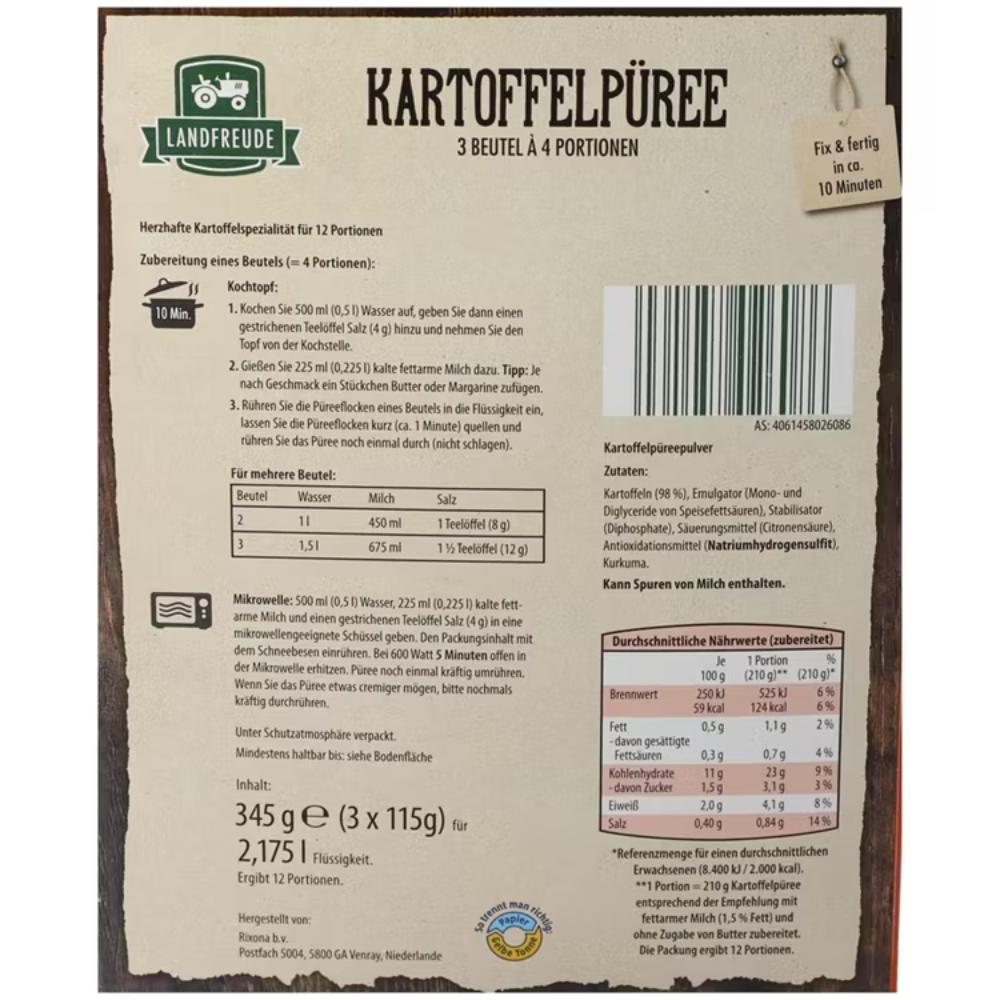 LANDFREUDE
KARTOFFELPÜREE
3 BEUTEL À 4 PORTIONEN
Fix & fertig
in ca.
10 Minuten
Herzhafte Kartoffelspezialität für 12 Portionen
Zubereitung eines Beutels (= 4 Portionen):
10 Min.
Kochtopf:
1. Kochen Sie 500 ml (0,5 l) Wasser auf, geben Sie dann einen
gestrichenen Teelöffel Salz (4 g) hinzu und nehmen Sie den
Topf von der Kochstelle.
2. Gießen Sie 225 ml (0,225 l) kalte fettarme Milch dazu. Tipp: Je
nach Geschmack ein Stückchen Butter oder Margarine zufügen.
3. Rühren Sie die Püreeflocken eines Beutels in die Flüssigkeit ein,
lassen Sie die Püreeflocken kurz (ca. 1 Minute) quellen und
rühren Sie das Püree noch einmal durch (nicht schlagen).
Für mehrere Beutel:
Beutel Wasser Milch Salz
2 1 l 450 ml 1 Teelöffel (8 g)
3 1,5 l 675 ml 1 ½ Teelöffel (12 g)
Mikrowelle: 500 ml (0,5 l) Wasser, 225 ml (0,225 l) kalte fett-
arme Milch und einen gestrichenen Teelöffel Salz (4 g) in eine
mikrowellengeeignete Schüssel geben. Den Packungsinhalt mit
dem Schneebesen einrühren. Bei 600 Watt 5 Minuten offen in
der Mikrowelle erhitzen. Püree noch einmal kräftig umrühren.
Wenn Sie das Püree etwas cremiger mögen, bitte nochmals
kräftig durchrühren.
Unter Schutzatmosphäre verpackt.
Mindestens haltbar bis: siehe Bodenfläche
Inhalt:
345 g e (3 x 115g) für
2,175 l Flüssigkeit.
Ergibt 12 Portionen.
Hergestellt von:
Rixona b.v.
Postfach 5004, 5800 GA Venray, Niederlande
So trennt man richtig:
Papier
Gelbe Tonne
AS: 4061458026086
Kartoffelpüreepulver
Zutaten:
Kartoffeln (98 %), Emulgator (Mono- und
Diglyceride von Speisefettsäuren), Stabilisator
(Diphosphate), Säuerungsmittel (Citronensäure),
Antioxidationsmittel (Natriumhydrogensulfit),
Kurkuma.
Kann Spuren von Milch enthalten.
Durchschnittliche Nährwerte (zubereitet)
Je 1 Portion %
100 g (210 g)** (210 g)*
Brennwert 250 kJ 525 kJ 6 %
59 kcal 124 kcal 6 %
Fett 0,5 g 1,1 g 2 %
- davon gesättigte
Fettsäuren 0,3 g 0,7 g 4 %
Kohlenhydrate 11 g 23 g 9 %
- davon Zucker 1,5 g 3,1 g 3 %
Eiweiß 2,0 g 4,1 g 8 %
Salz 0,40 g 0,84 g 14 %
*Referenzmenge für einen durchschnittlichen
Erwachsenen (8.400 kJ / 2.000 kcal).
**1 Portion = 210 g Kartoffelpüree
entsprechend der Empfehlung mit
fettarmer Milch (1,5 % Fett) und
ohne Zugabe von Butter zubereitet.
Die Packung ergibt 12 Portionen.